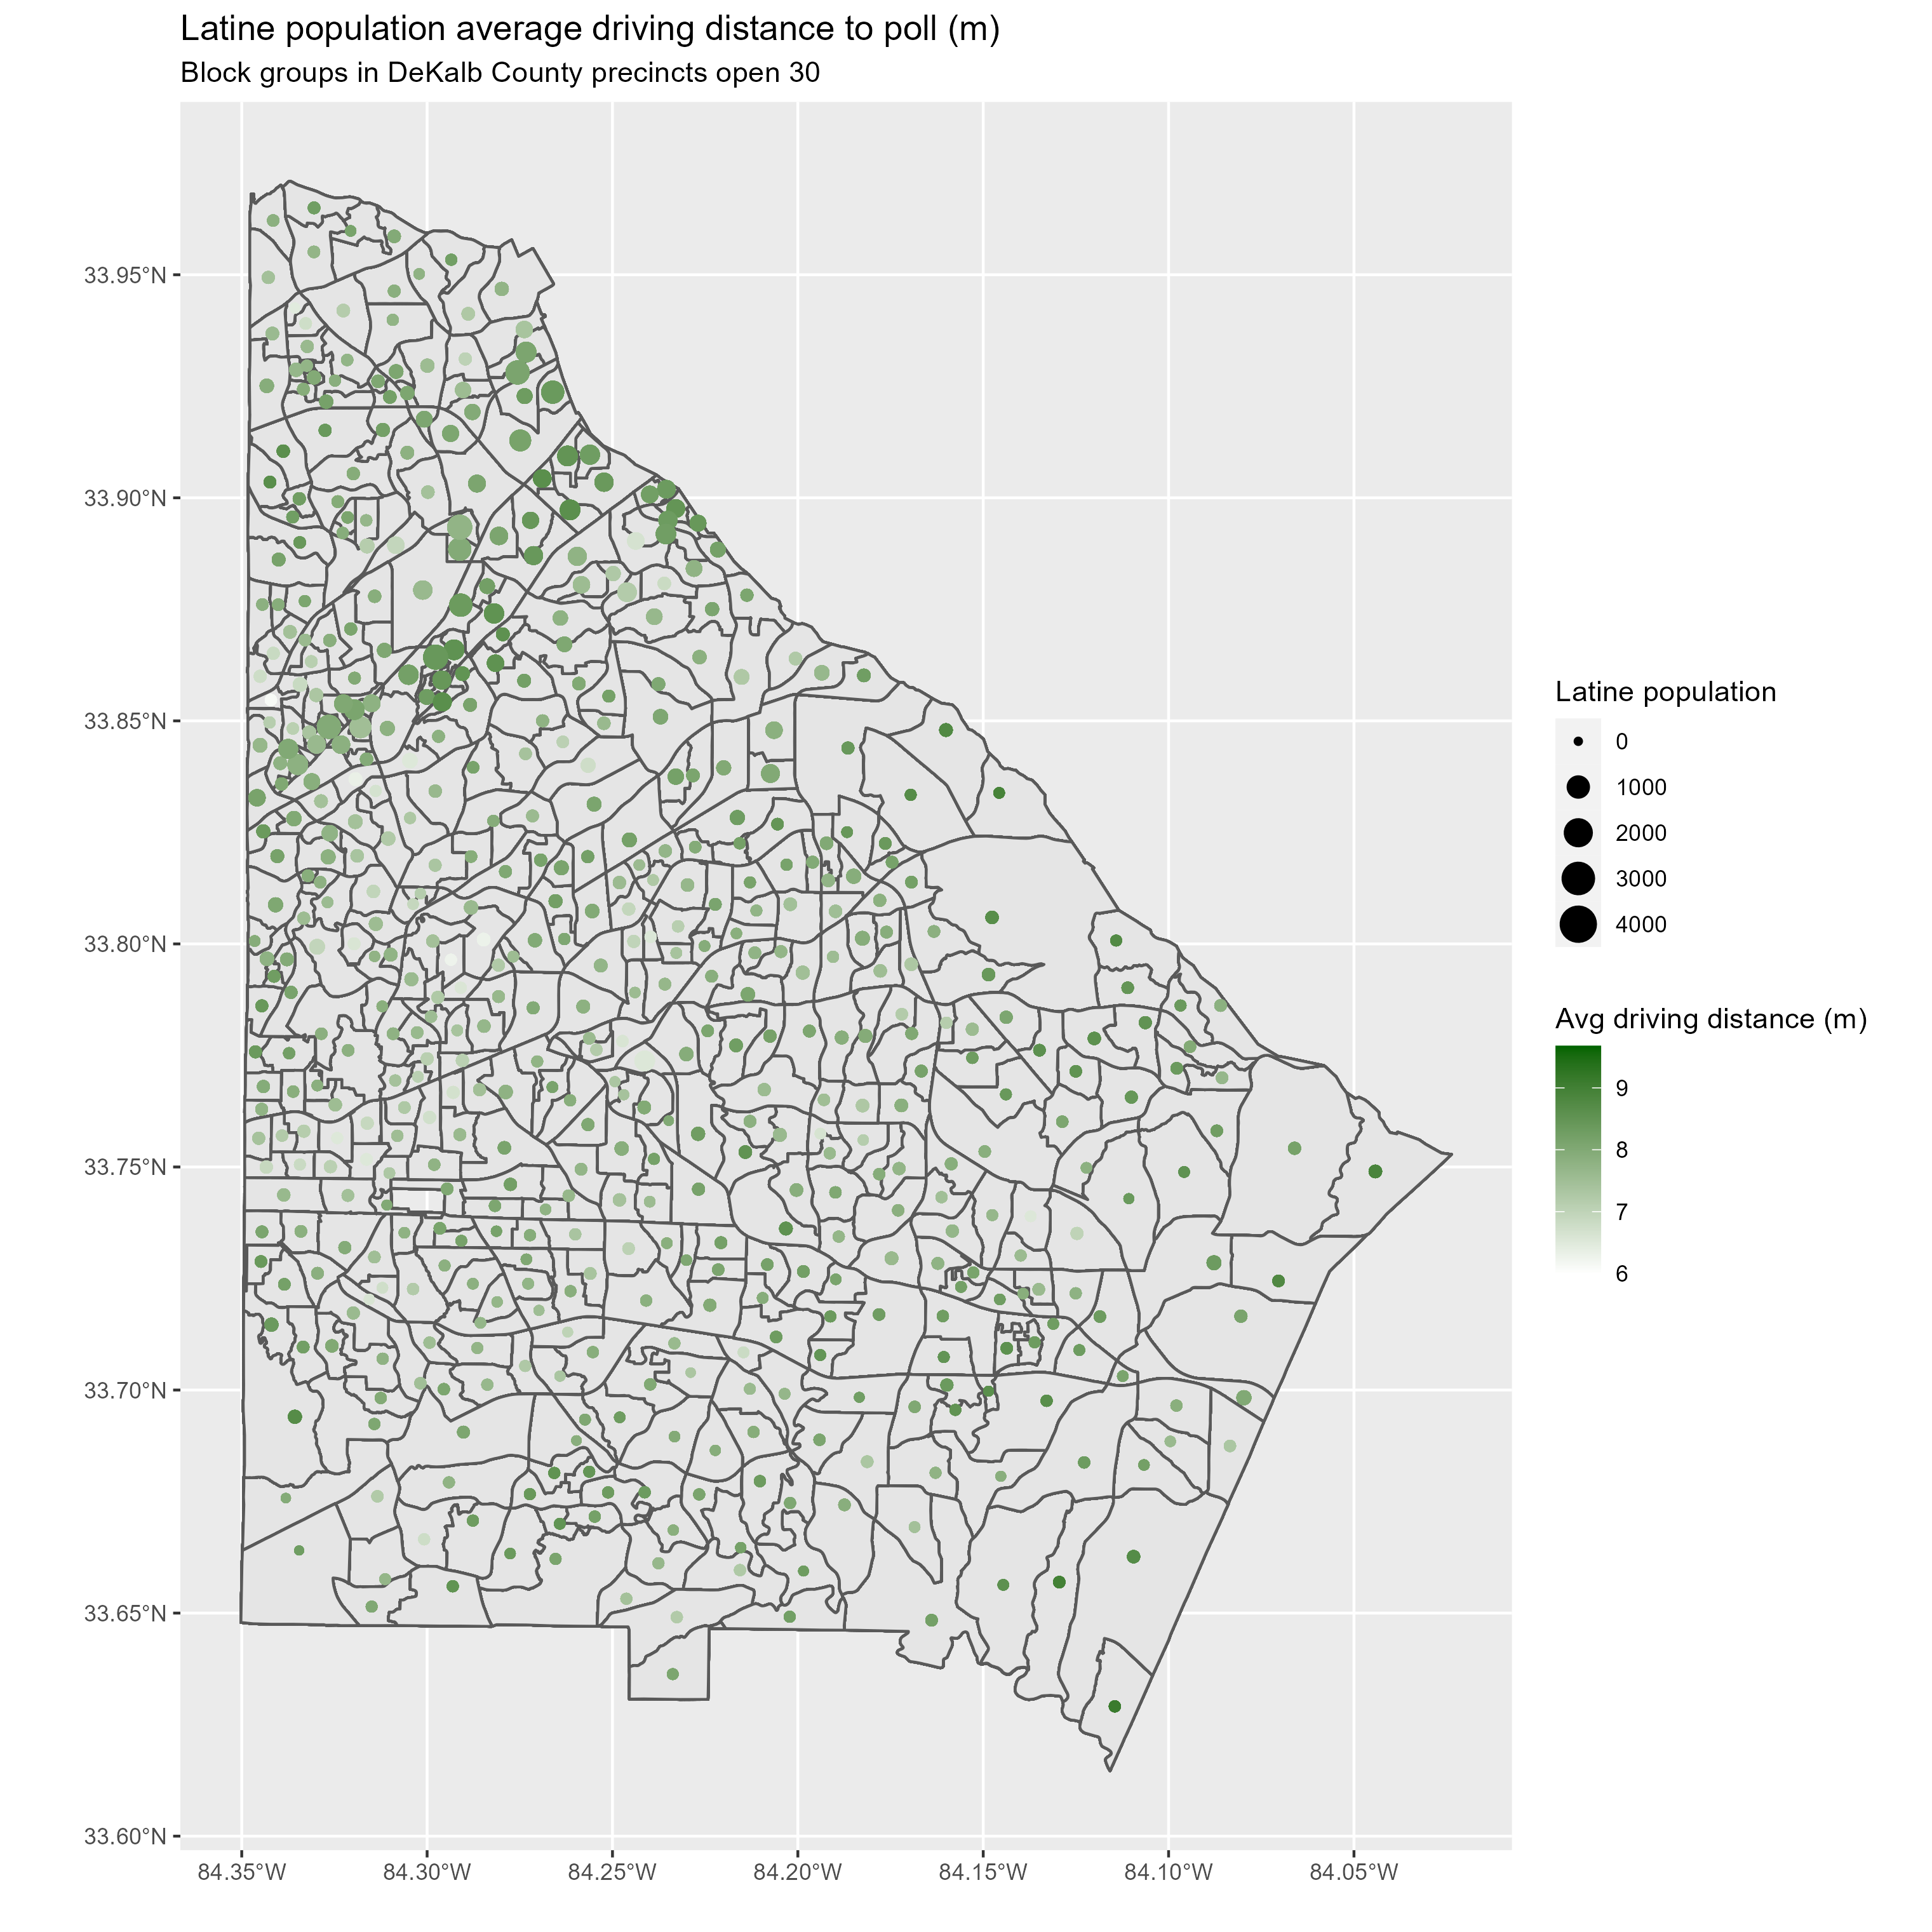 Latine population average driving distance to poll (m)
Block groups in DeKalb County precincts open 30
33.95°N
33.90°N
33.85°N
33.80°N
33.75°N
33.70°N
33.65°N
33.60°N
84.35°W
84.30°W
84.25°W
84.20°W
84.15°W
84.10°W
84.05°W
Latine population
0
1000
2000
3000
4000
Avg driving distance (m)
9
8
7
6